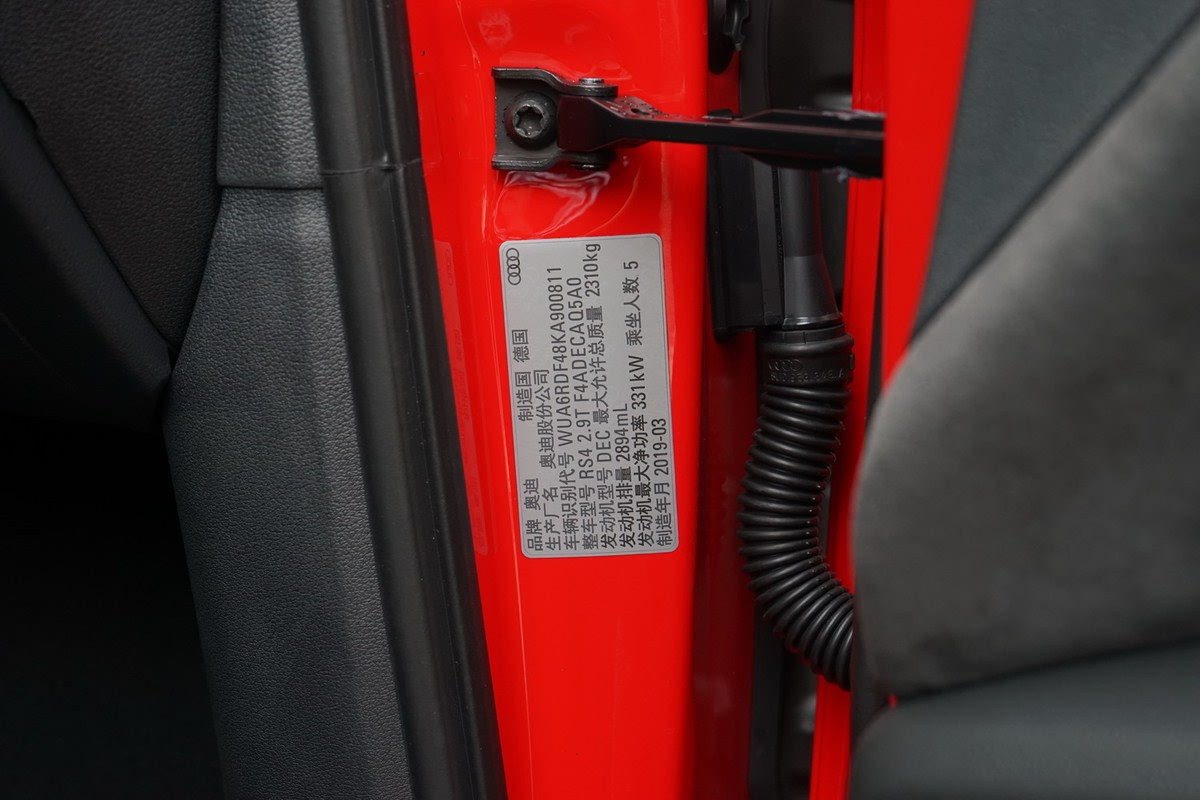 品牌 奥迪 制造国 德国
生产厂名 奥迪股份公司
车辆识别代号 WUA6RDF48KA900811
整车型号 RS4 2.9T F4ADECAQ5A0
发动机型号 DEC 最大允许总质量 2310kg
发动机排量 2894mL
发动机最大净功率 331kW 乘坐人数 5
制造年月 2019-03